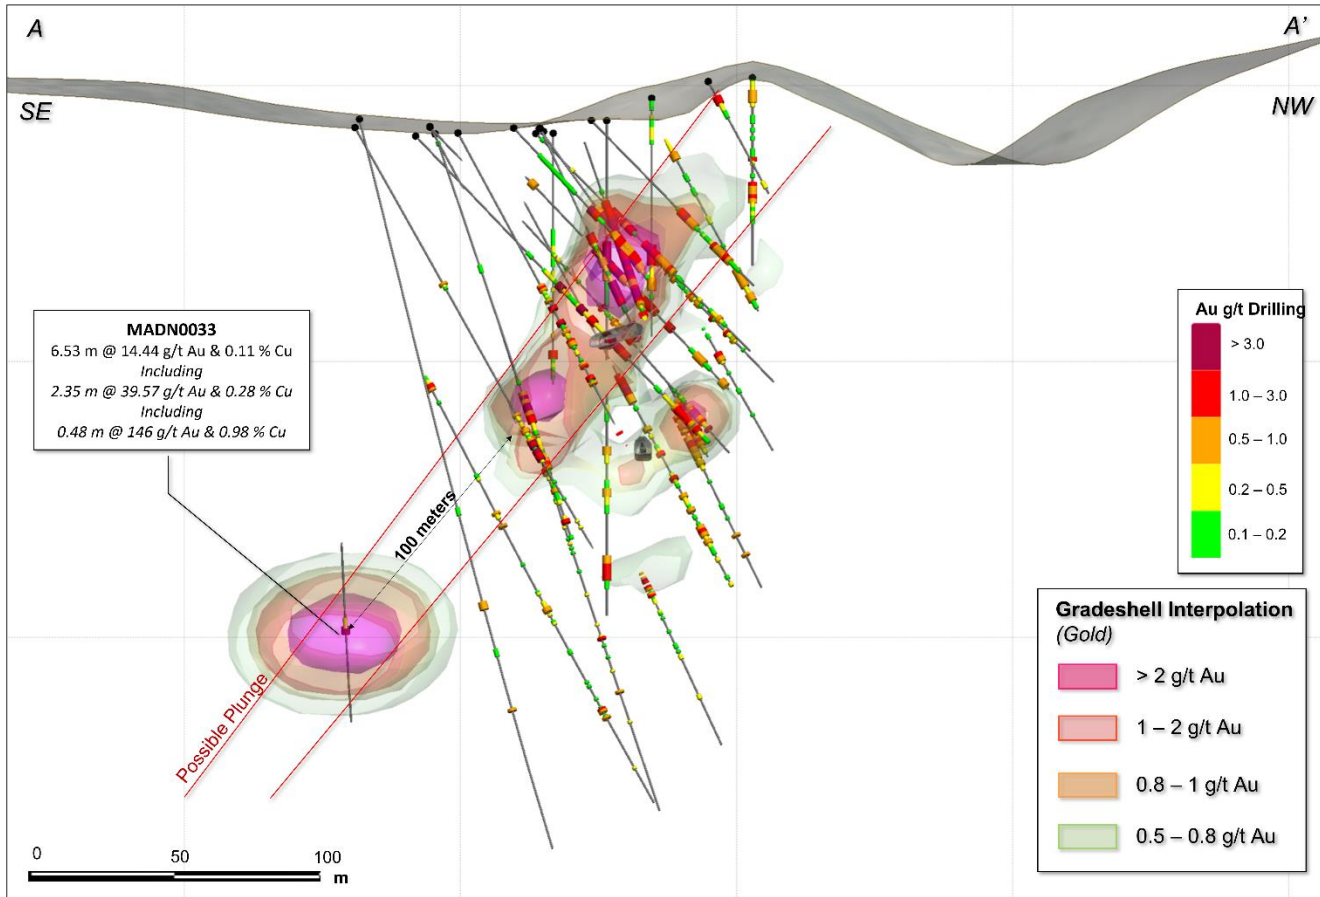 A
A’
SE
NW
MADN0033
6.53 m @ 14.44 g/t Au & 0.11 % Cu
Including
2.35 m @ 39.57 g/t Au & 0.28 % Cu
Including
0.48 m @ 146 g/t Au & 0.98 % Cu
100 meters
Possible Plunge
Au g/t Drilling
> 3.0
1.0 – 3.0
0.5 – 1.0
0.2 – 0.5
0.1 – 0.2
Gradeshell Interpolation
(Gold)
> 2 g/t Au
1 – 2 g/t Au
0.8 – 1 g/t Au
0.5 – 0.8 g/t Au
0 50 100
m